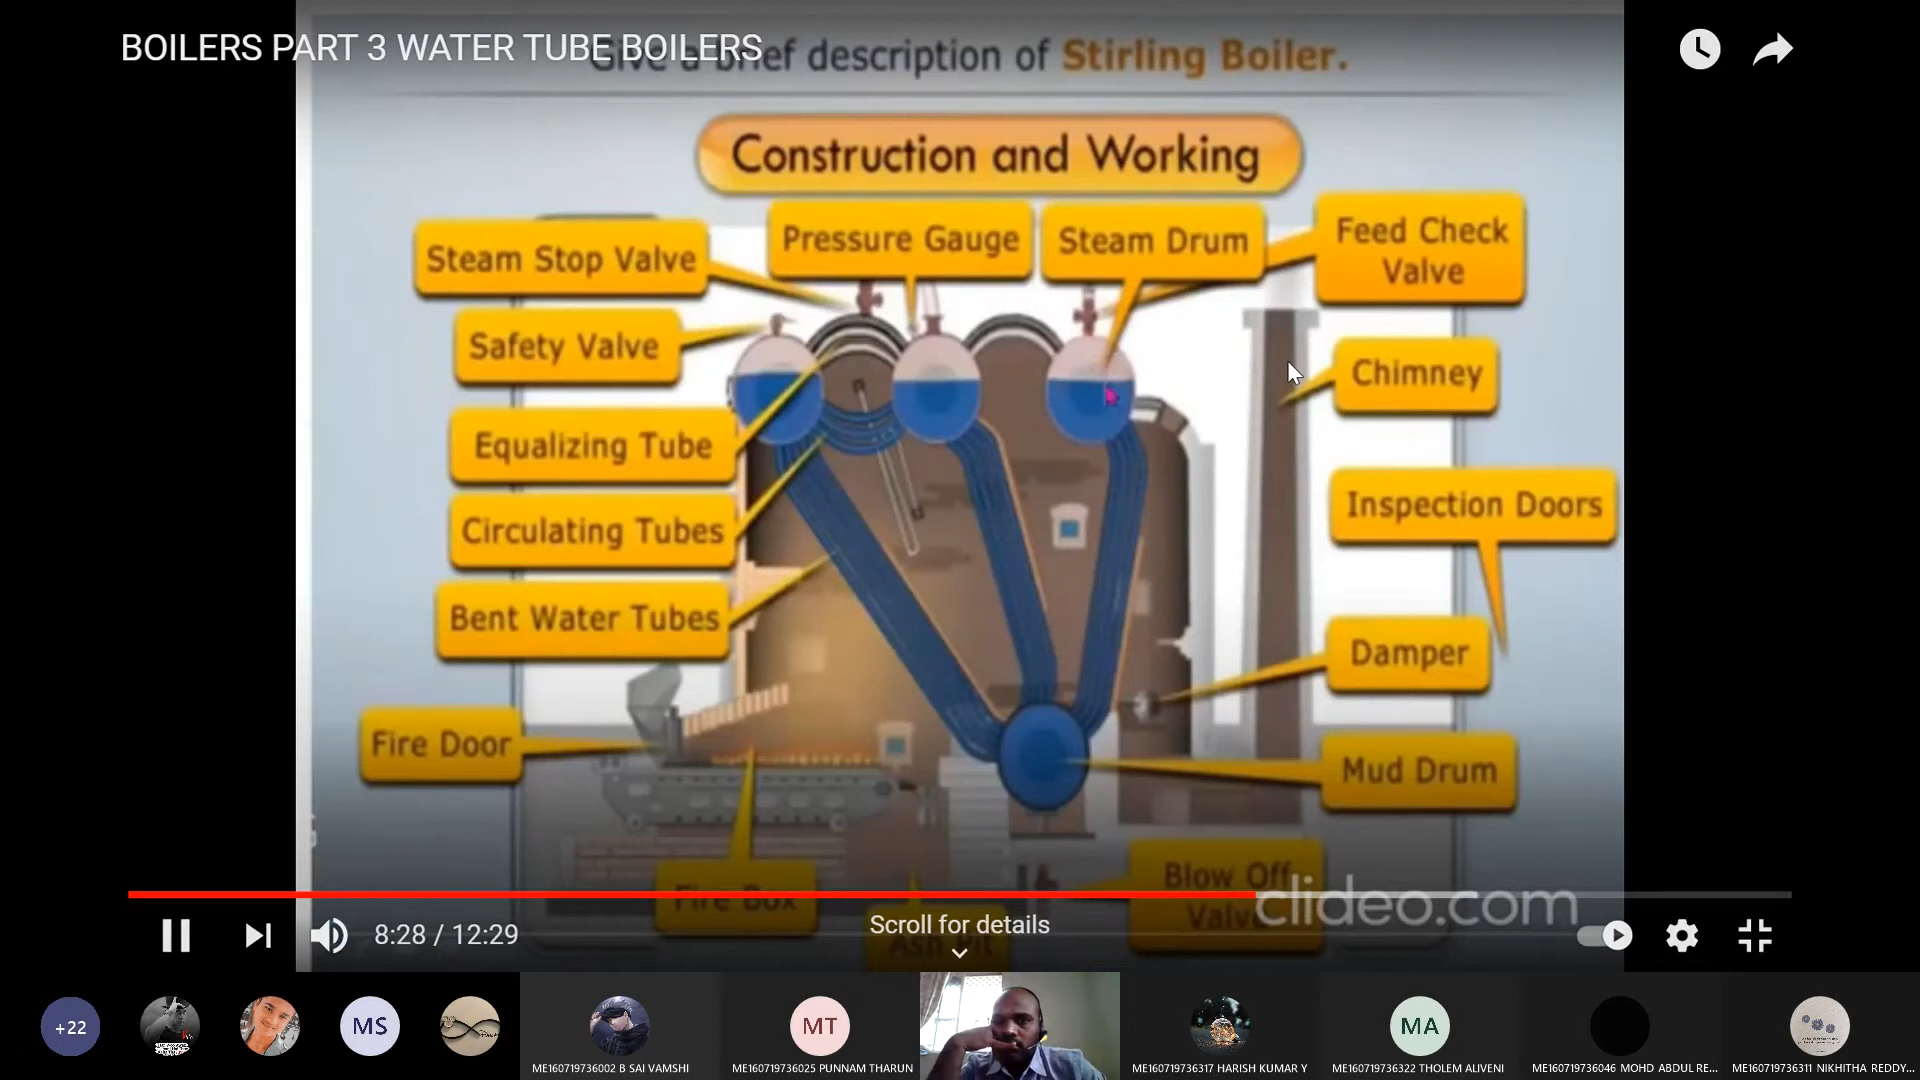 BOILERS PART 3 WATER TUBE BOILERS
Give a brief description of Stirling Boiler.
Construction and Working
Steam Stop Valve
Pressure Gauge
Steam Drum
Feed Check
Valve
Safety Valve
Chimney
Equalizing Tube
Circulating Tubes
Inspection Doors
Bent Water Tubes
Damper
Fire Door
Mud Drum
Fire Box
Blow Off
Valve
Ash Pit
clideo.com
8:28 / 12:29
Scroll for details
+22
MS
MT
MA
ME160719736002 B SAI VAMSHI
ME160719736025 PUNNAM THARUN
ME160719736317 HARISH KUMAR Y
ME160719736322 THOLEM ALIVENI
ME160719736046 MOHD ABDUL RE...
ME160719736311 NIKHITHA REDDY...